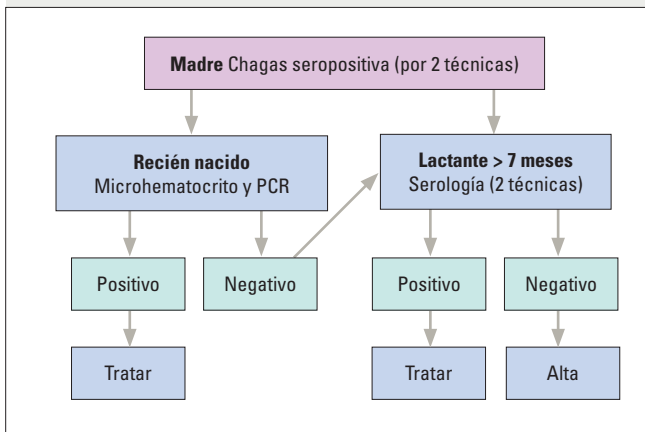 Madre Chagas seropositiva (por 2 técnicas)
Recién nacido
Microhematocrito y PCR
Lactante > 7 meses
Serología (2 técnicas)
Positivo
Negativo
Positivo
Negativo
Tratar
Tratar
Alta